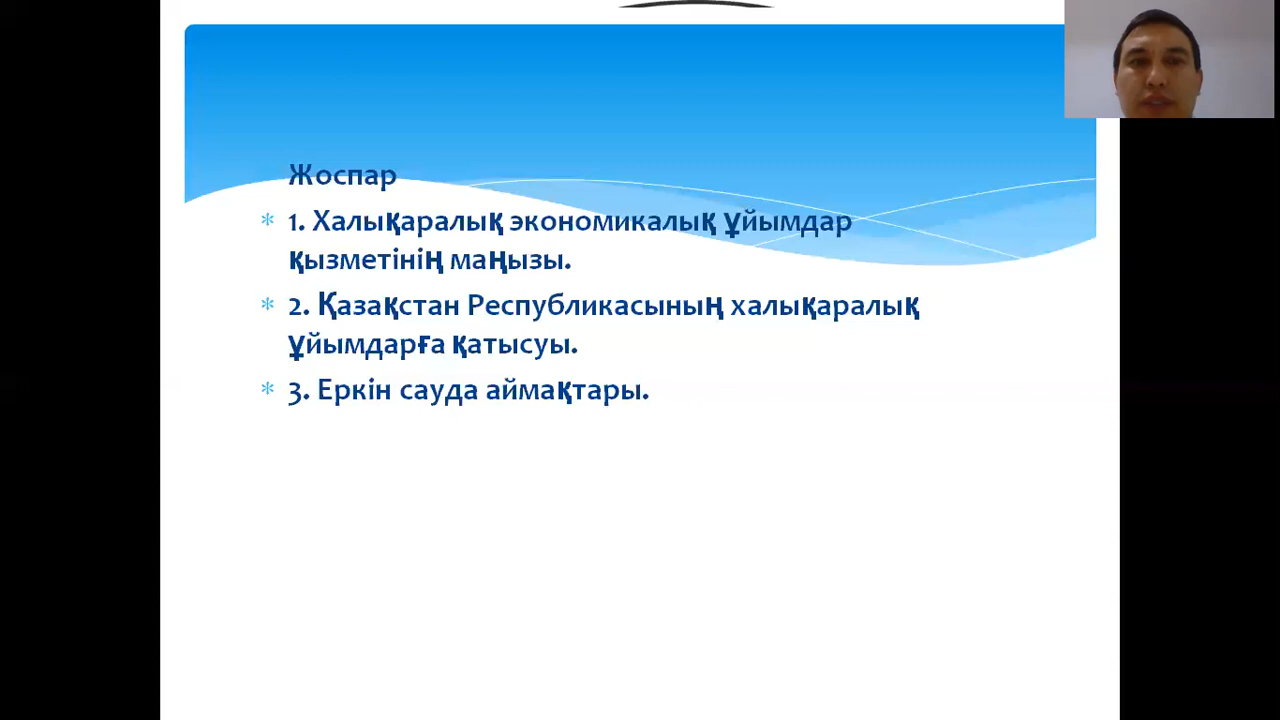 Жоспар
* 1. Халықаралық экономикалық ұйымдар
қызметінің маңызы.
* 2. Қазақстан Республикасының халықаралық
ұйымдарға қатысуы.
* 3. Еркін сауда аймақтары.